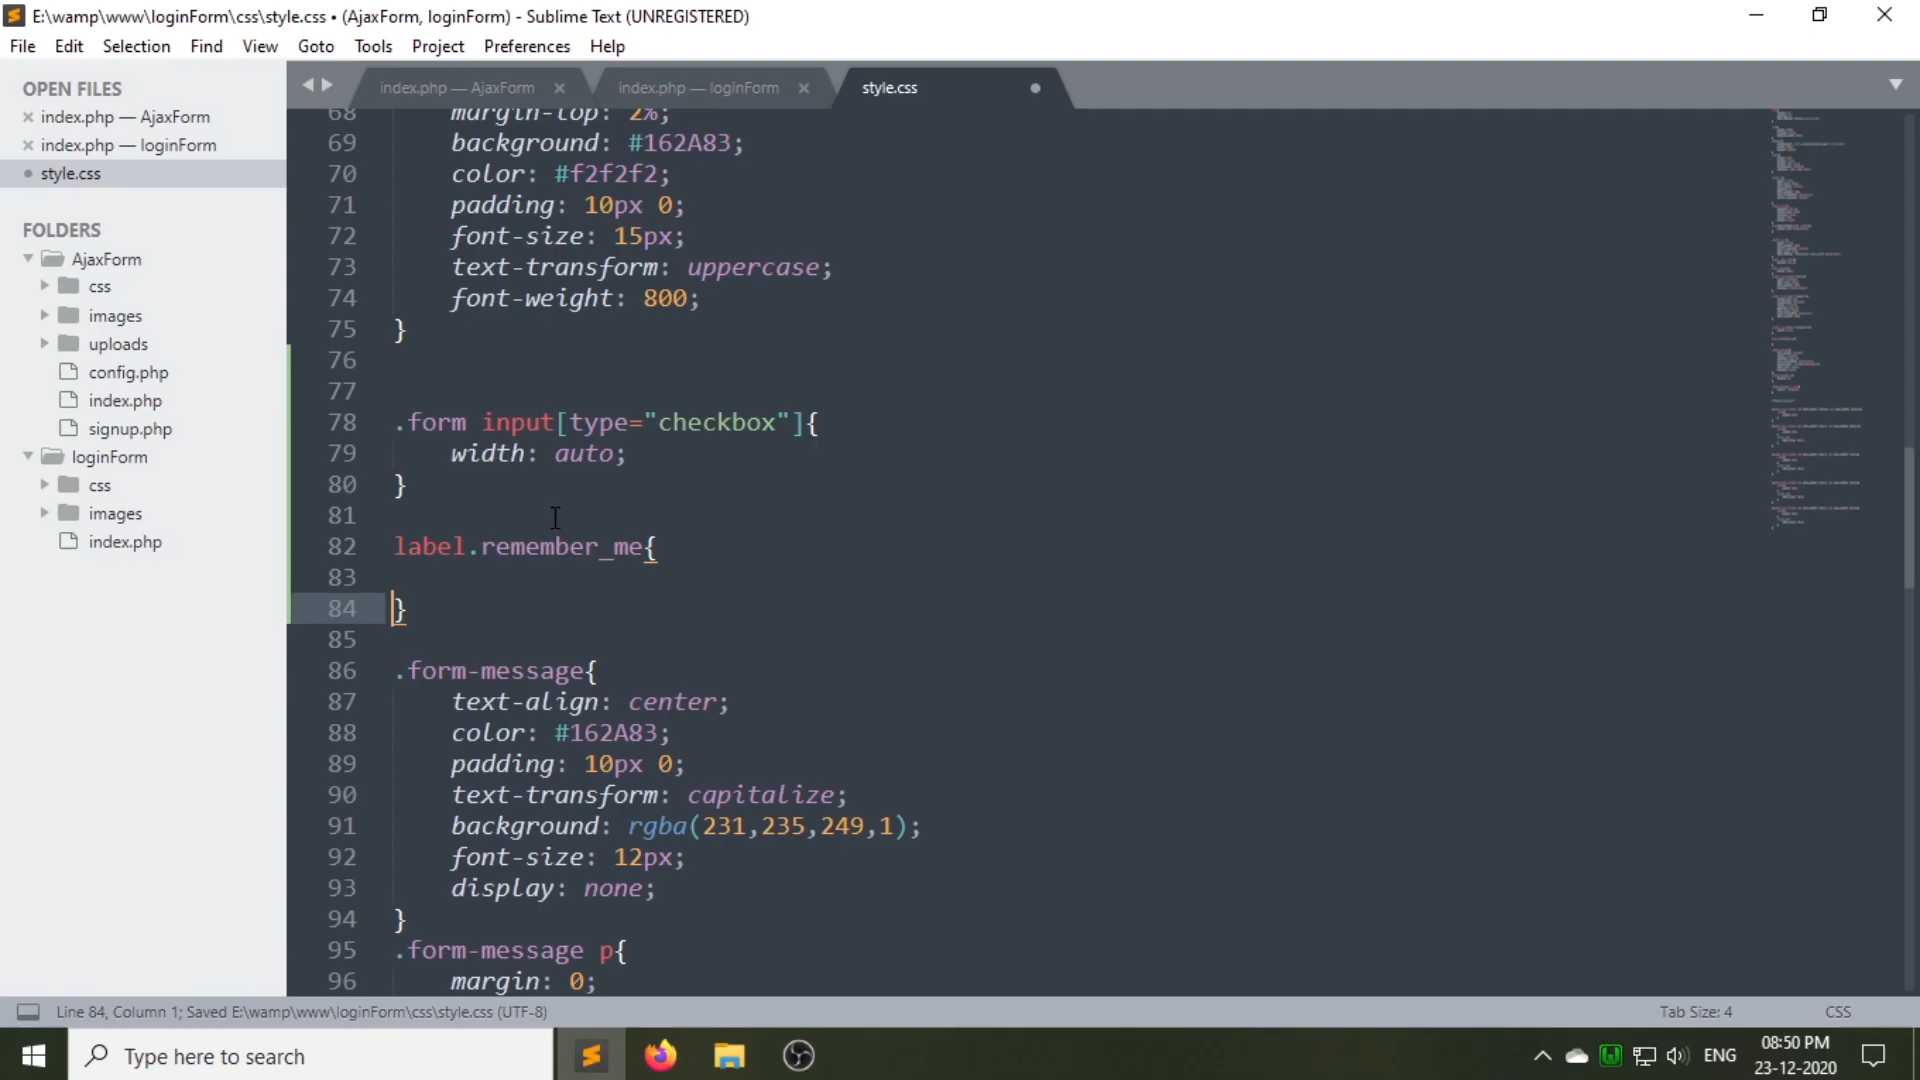 E:\wamp\www\loginForm\css\style.css • (AjaxForm, loginForm) - Sublime Text (UNREGISTERED)
File Edit Selection Find View Goto Tools Project Preferences Help
OPEN FILES
index.php — AjaxForm
index.php — loginForm
style.css
FOLDERS
AjaxForm
css
images
uploads
config.php
index.php
signup.php
loginForm
css
images
index.php
index.php — AjaxForm index.php — loginForm style.css
68 margin-top: 2%;
69 background: #162A83;
70 color: #f2f2f2;
71 padding: 10px 0;
72 font-size: 15px;
73 text-transform: uppercase;
74 font-weight: 800;
75 }
76
77
78 .form input[type="checkbox"]{
79 width: auto;
80 }
81
82 label.remember_me{
83
84 }
85
86 .form-message{
87 text-align: center;
88 color: #162A83;
89 padding: 10px 0;
90 text-transform: capitalize;
91 background: rgba(231,235,249,1);
92 font-size: 12px;
93 display: none;
94 }
95 .form-message p{
96 margin: 0;
Line 84, Column 1; Saved E:\wamp\www\loginForm\css\style.css (UTF-8) Tab Size: 4 CSS
Type here to search ENG 08:50 PM
23-12-2020